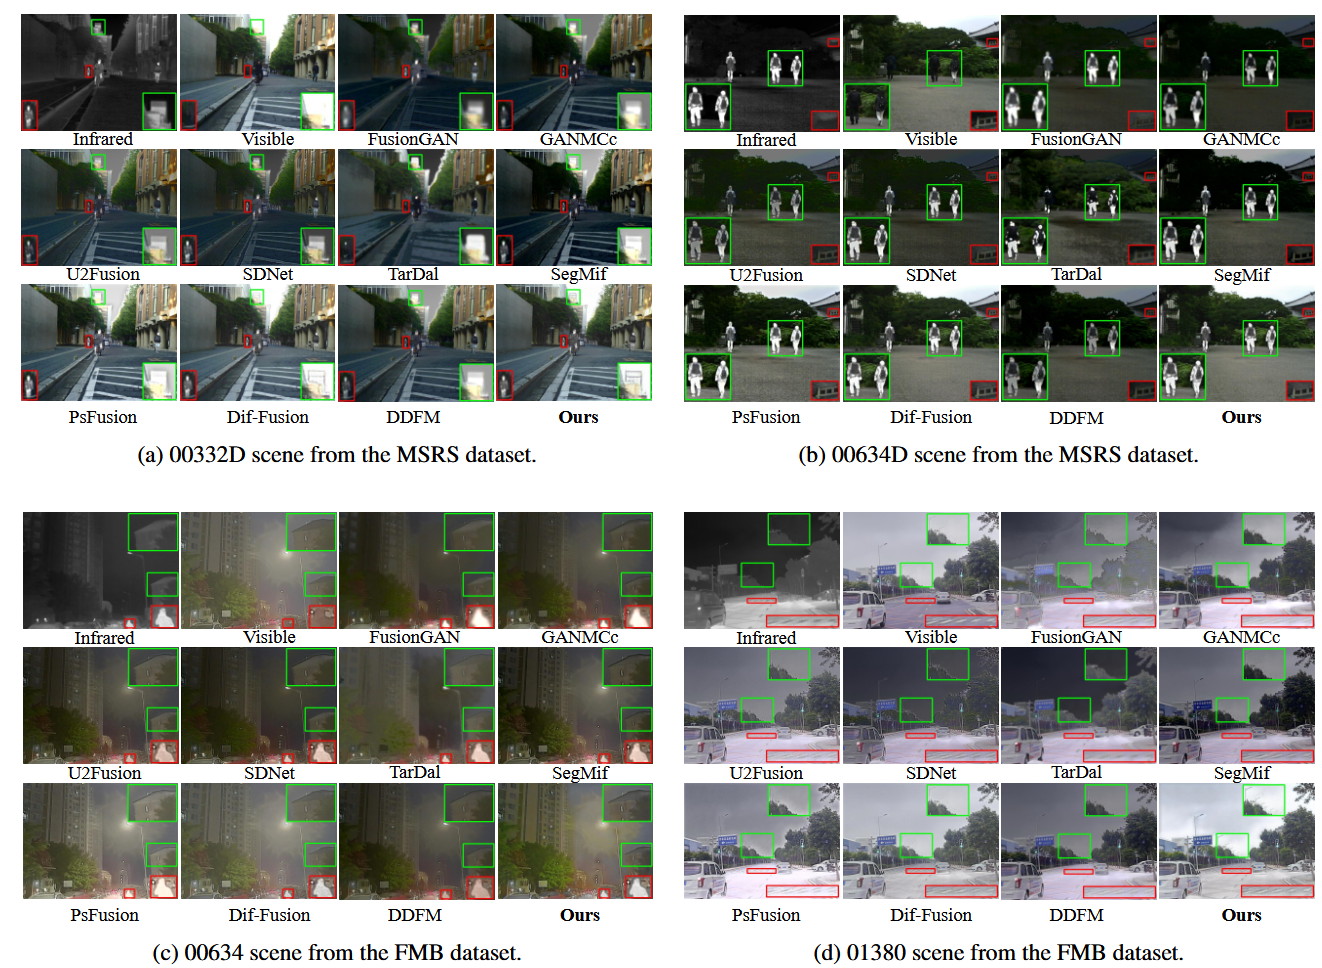 Infrared Visible FusionGAN GANMCc
U2Fusion SDNet TarDal SegMif
PsFusion Dif-Fusion DDFM Ours
(a) 00332D scene from the MSRS dataset.
Infrared Visible FusionGAN GANMCc
U2Fusion SDNet TarDal SegMif
PsFusion Dif-Fusion DDFM Ours
(b) 00634D scene from the MSRS dataset.
Infrared Visible FusionGAN GANMCc
U2Fusion SDNet TarDal SegMif
PsFusion Dif-Fusion DDFM Ours
(c) 00634 scene from the FMB dataset.
Infrared Visible FusionGAN GANMCc
U2Fusion SDNet TarDal SegMif
PsFusion Dif-Fusion DDFM Ours
(d) 01380 scene from the FMB dataset.